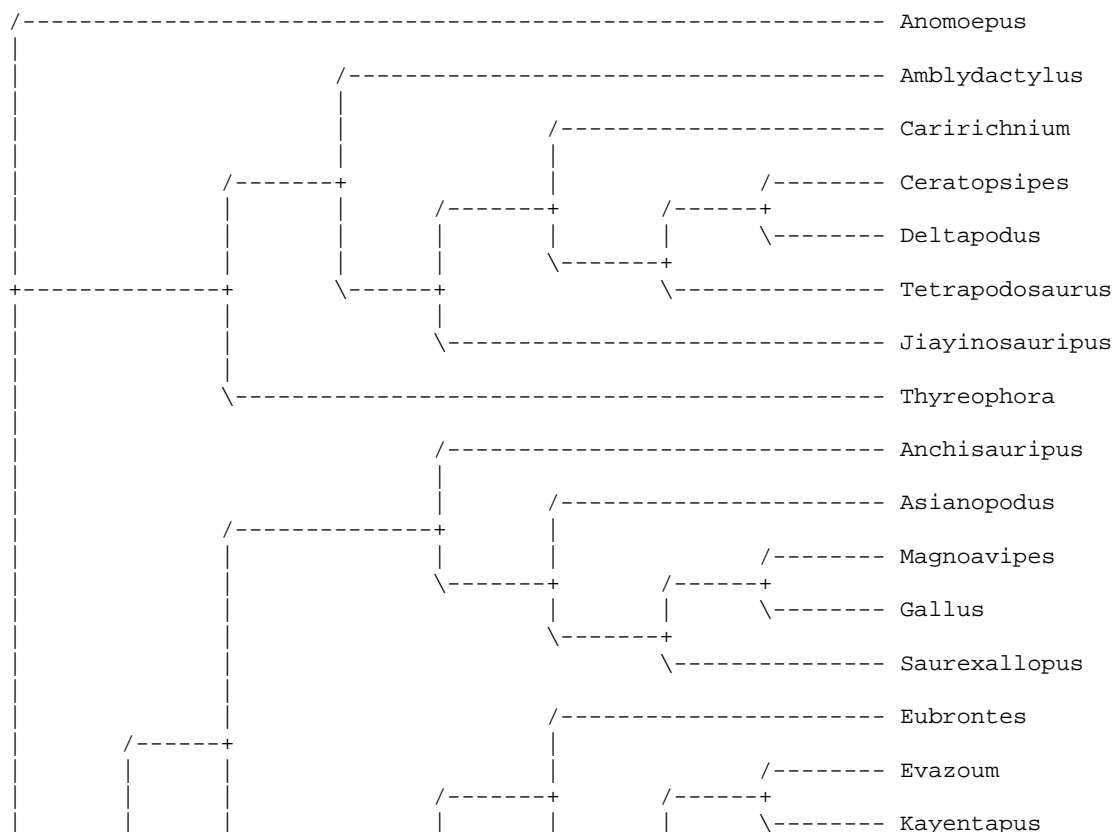 Anomoepus
Amblydactylus
Caririchnium
Ceratopsipes
Deltapodus
Tetrapodosaurus
Jiayinosauripus
Thyreophora
Anchisauripus
Asianopodus
Magnoavipes
Gallus
Saurexallopus
Eubrontes
Evazoum
Kayentapus